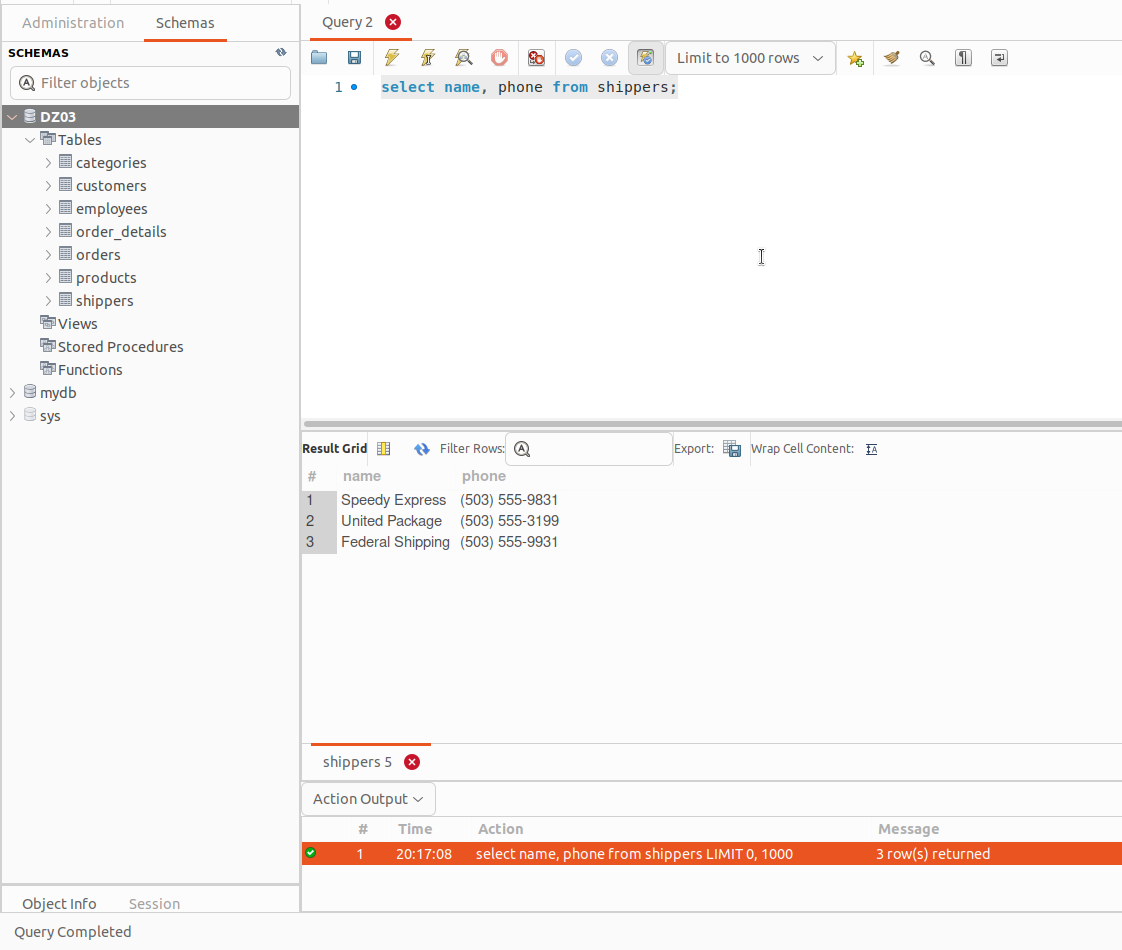 Administration Schemas
SCHEMAS
Filter objects
DZ03
Tables
categories
customers
employees
order_details
orders
products
shippers
Views
Stored Procedures
Functions
mydb
sys
Object Info Session
Query Completed
Query 2
Limit to 1000 rows
1 select name, phone from shippers;
Result Grid Filter Rows: Export: Wrap Cell Content:
# name phone
1 Speedy Express (503) 555-9831
2 United Package (503) 555-3199
3 Federal Shipping (503) 555-9931
shippers 5
Action Output
# Time Action Message
1 20:17:08 select name, phone from shippers LIMIT 0, 1000 3 row(s) returned